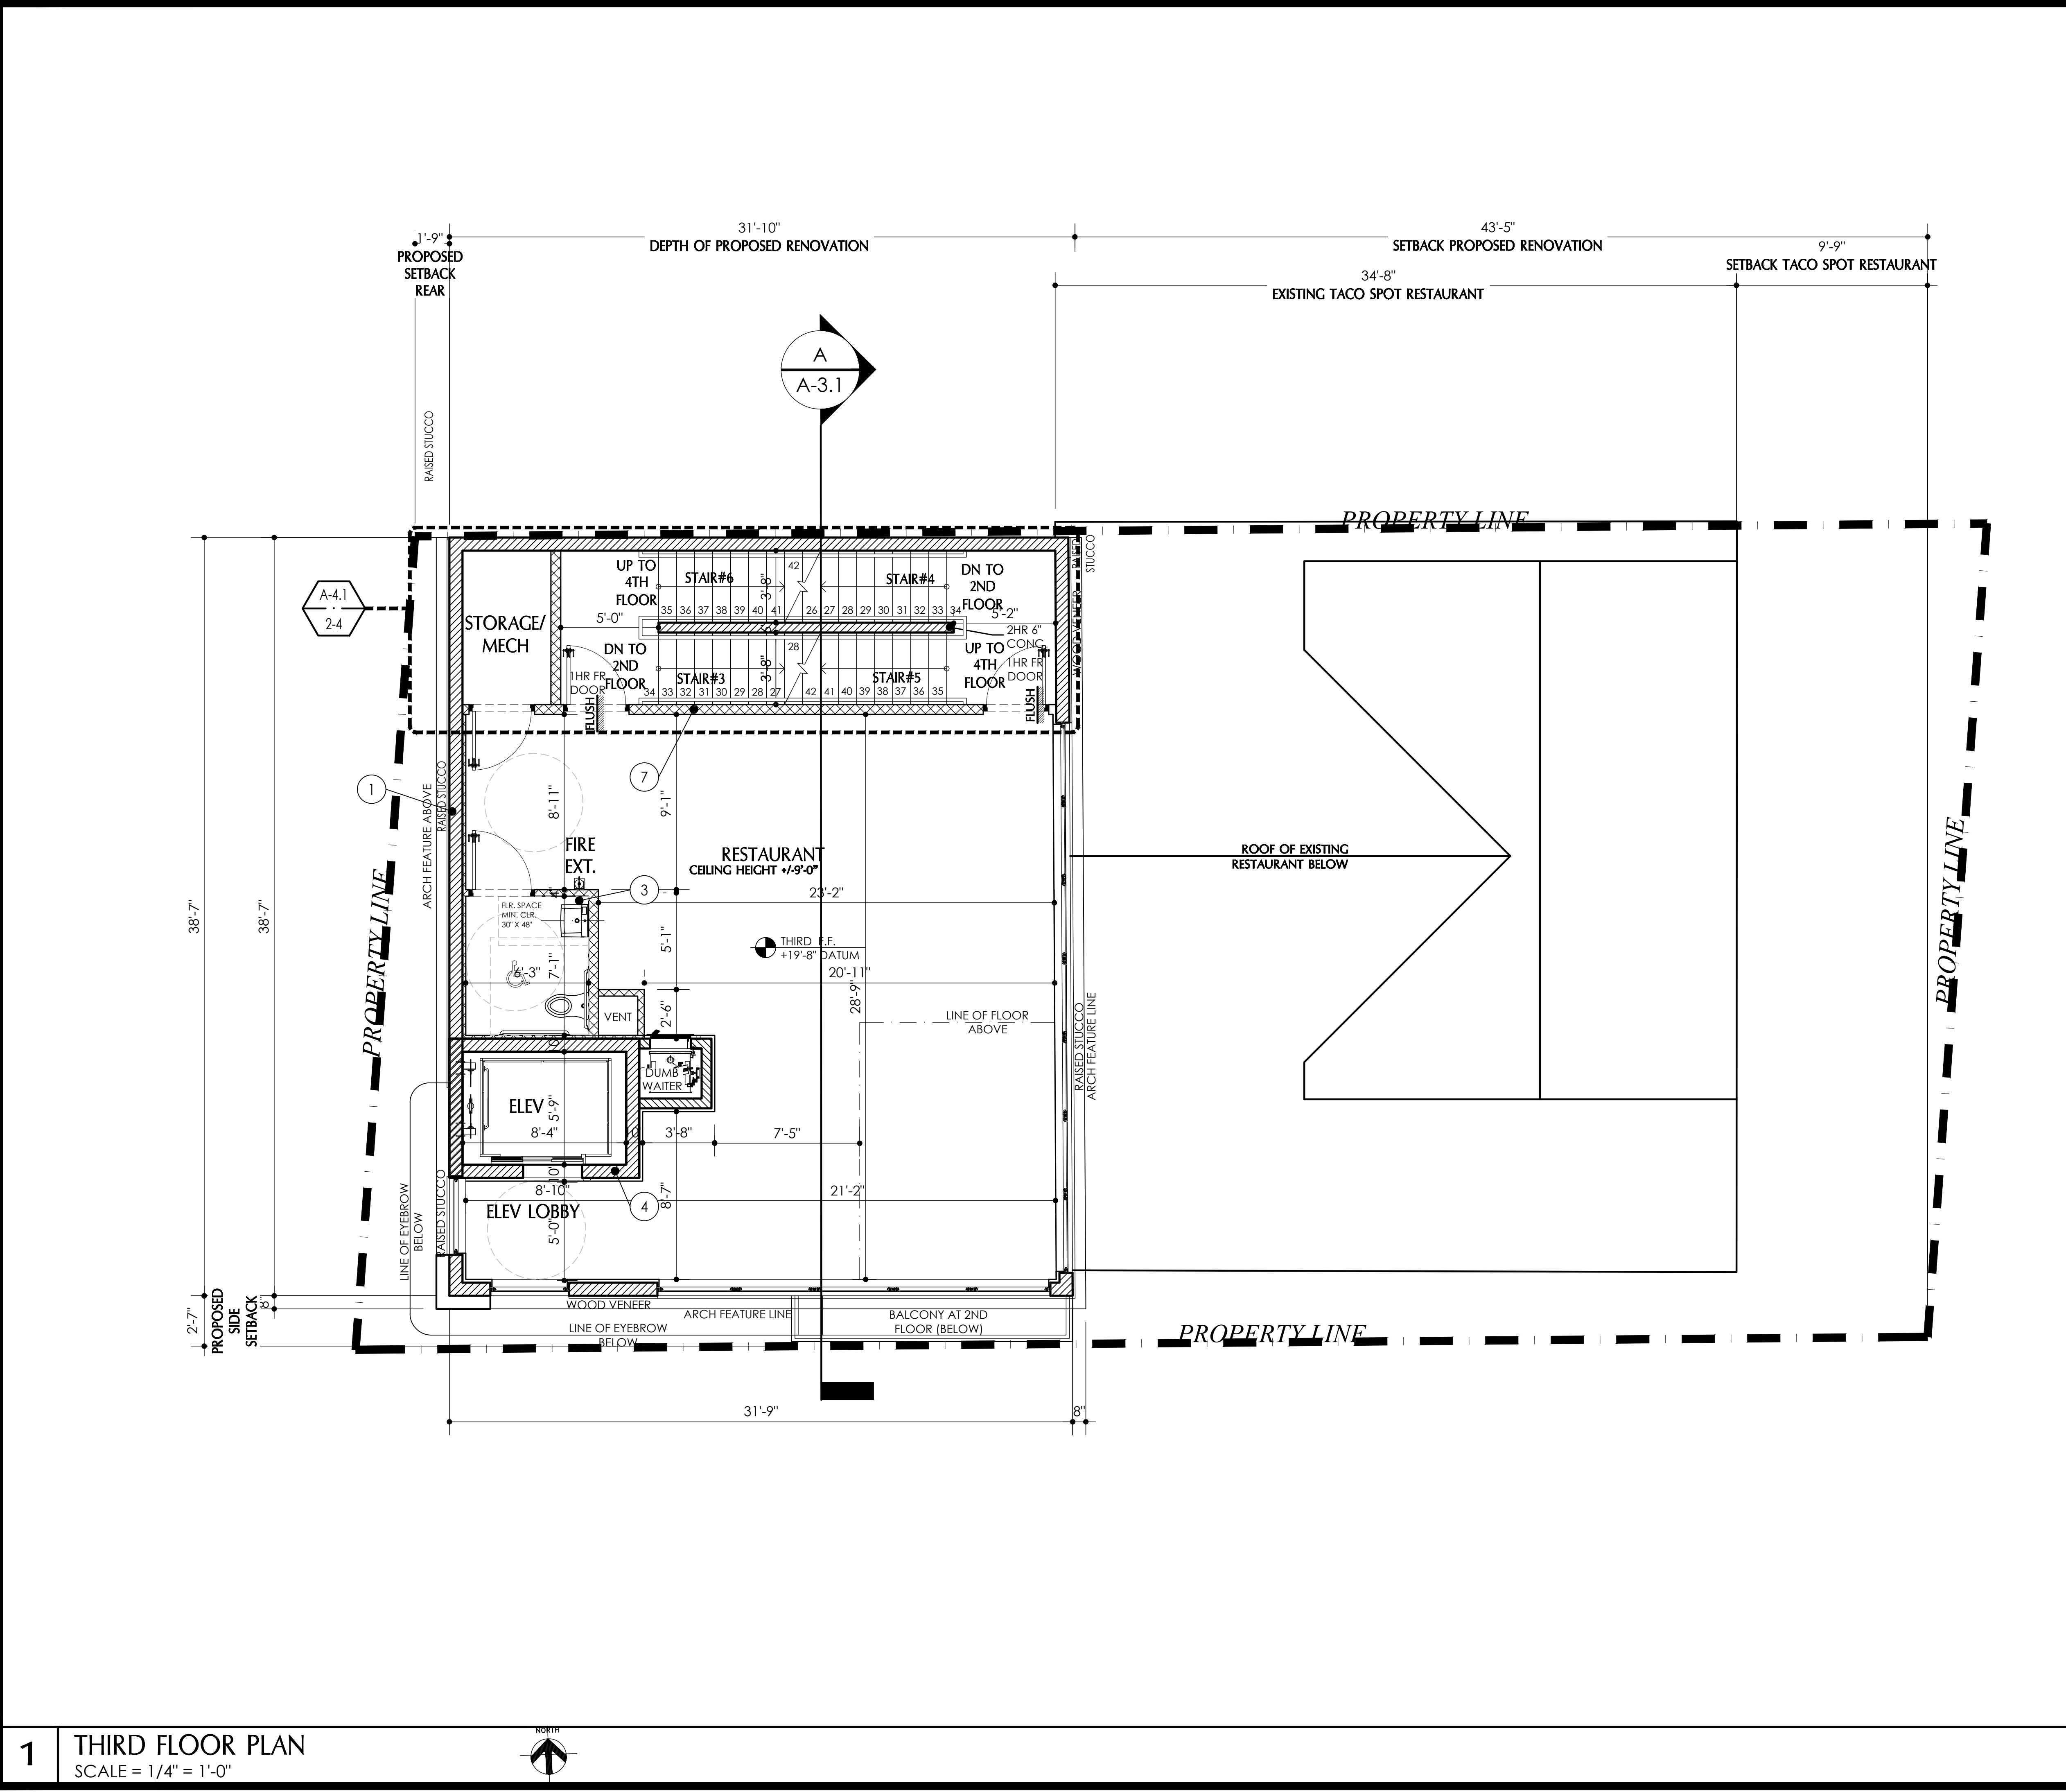 31'-10"
DEPTH OF PROPOSED RENOVATION
43'-5"
SETBACK PROPOSED RENOVATION
1'-9"
PROPOSED
SETBACK
REAR
9'-9"
SETBACK TACO SPOT RESTAURANT
34'-8"
EXISTING TACO SPOT RESTAURANT
A
A-3.1
RAISED STUCCO
PROPERTY LINE
RAISED
STUCCO
WOOD VENEER
A-4.1
2-4
STORAGE/
MECH
UP TO
4TH
FLOOR
STAIR#6
3'-8"
42
STAIR#4
DN TO
2ND
FLOOR
35 36 37 38 39 40 41
26 27 28 29 30 31 32 33 34
5'-0"
5'-2"
2HR 6"
CONC
DN TO
2ND
FLOOR
STAIR#3
3'-8"
28
STAIR#5
UP TO
4TH
FLOOR
1HR FR
DOOR
1HR FR
DOOR
34 33 32 31 30 29 28 27
42 41 40 39 38 37 36 35
FLUSH
FLUSH
7
1
ARCH FEATURE ABOVE
RAISED STUCCO
8'-11"
9'-1"
FIRE
EXT.
RESTAURANT
CEILING HEIGHT +/-9'-0"
3
4"
23'-2"
FLR. SPACE
MIN. CLR.
30" X 48"
5'-1"
THIRD F.F.
+19'-8" DATUM
6'-3"
7'-1"
20'-11"
28'-9"
2'-6"
VENT
LINE OF FLOOR
ABOVE
RAISED STUCCO
ARCH FEATURE LINE
DUMB
WAITER
ELEV
5'-9"
8'-4"
10"
3'-8"
7'-5"
8'-10"
21'-2"
8'-7"
4
ELEV LOBBY
5'-0"
LINE OF EYEBROW
BELOW
RAISED STUCCO
38'-7"
38'-7"
PROPERTY LINE
ROOF OF EXISTING
RESTAURANT BELOW
PROPERTY LINE
2'-7"
PROPOSED
SIDE
SETBACK
8"
WOOD VENEER
ARCH FEATURE LINE
BALCONY AT 2ND
FLOOR (BELOW)
LINE OF EYEBROW
BELOW
PROPERTY LINE
31'-9"
8"
1
THIRD FLOOR PLAN
SCALE = 1/4" = 1'-0"
NORTH